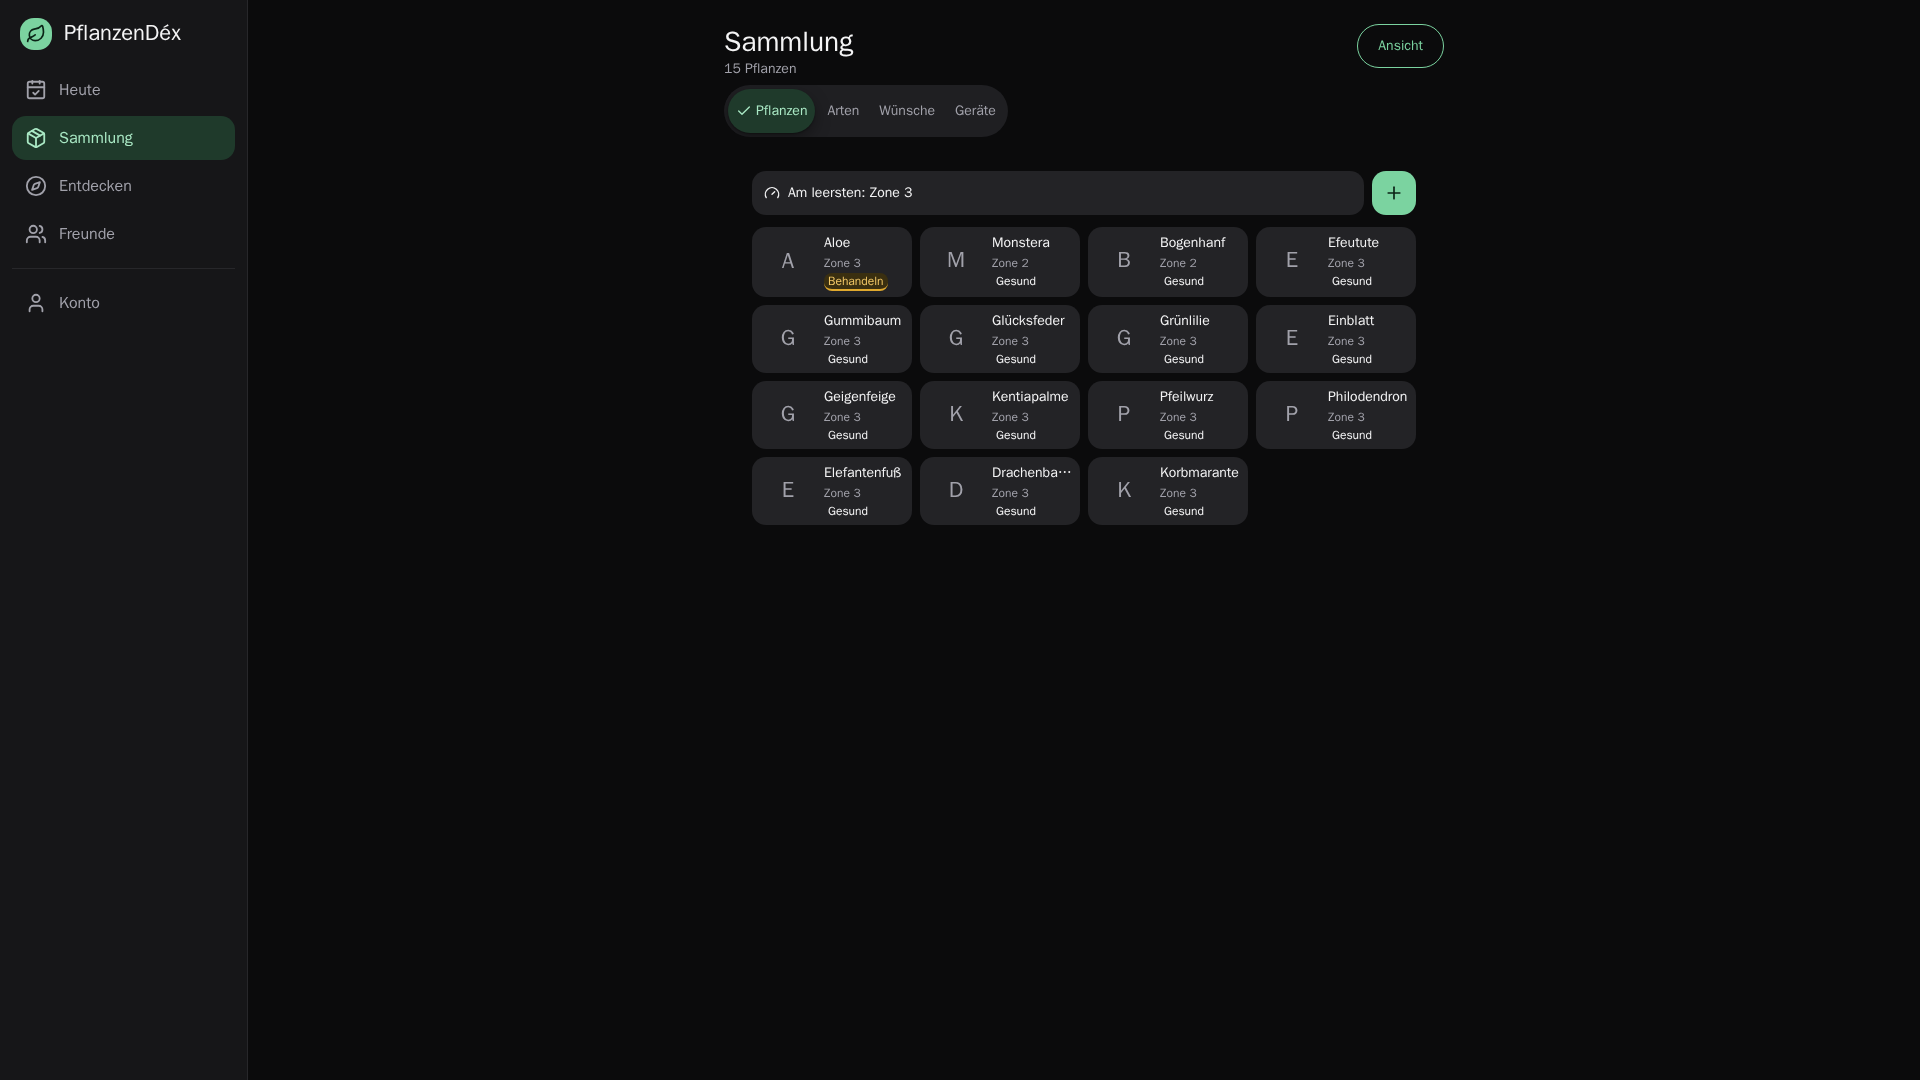 PflanzenDéx
Heute
Sammlung
Entdecken
Freunde
Konto
Sammlung
15 Pflanzen
Ansicht
Pflanzen
Arten
Wünsche
Geräte
Am leersten: Zone 3
A
Aloe
Zone 3
Behandeln
M
Monstera
Zone 2
Gesund
B
Bogenhanf
Zone 2
Gesund
E
Efeutute
Zone 3
Gesund
G
Gummibaum
Zone 3
Gesund
G
Glücksfeder
Zone 3
Gesund
G
Grünlilie
Zone 3
Gesund
E
Einblatt
Zone 3
Gesund
G
Geigenfeige
Zone 3
Gesund
K
Kentiapalme
Zone 3
Gesund
P
Pfeilwurz
Zone 3
Gesund
P
Philodendron
Zone 3
Gesund
E
Elefantenfuß
Zone 3
Gesund
D
Drachenba…
Zone 3
Gesund
K
Korbmarante
Zone 3
Gesund